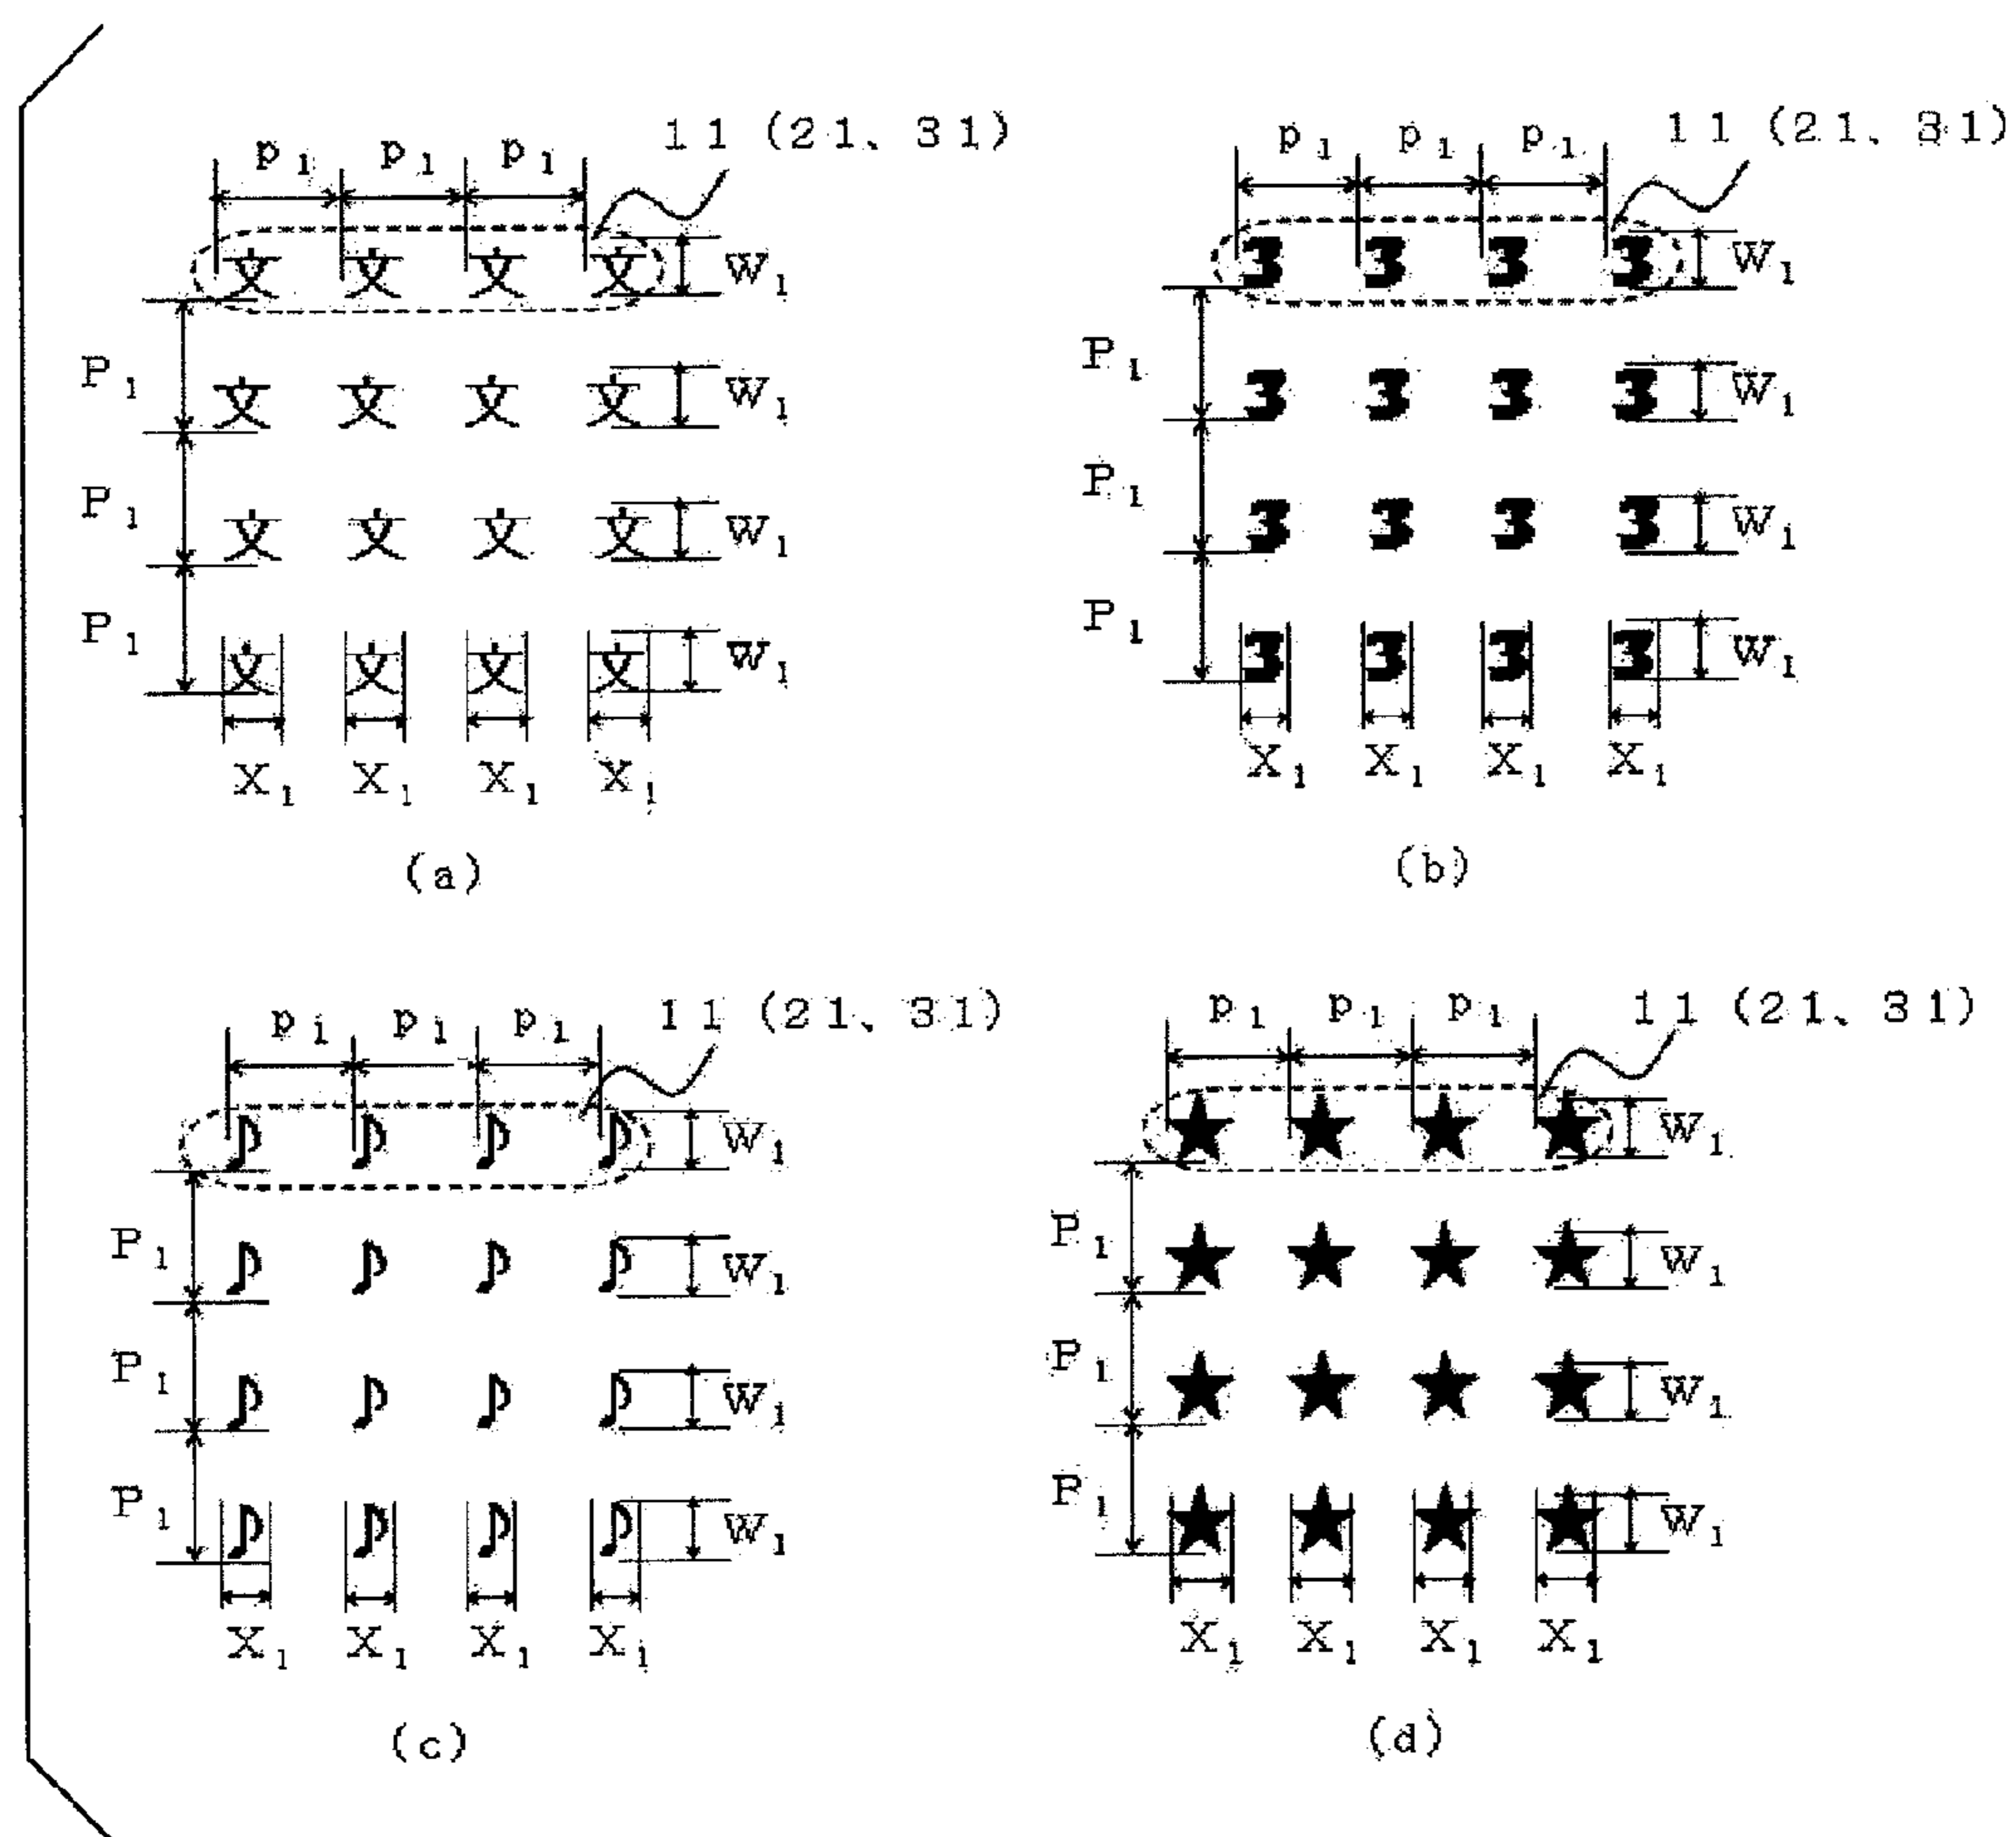 p₁ p₁ p₁ 11 (21、31)
文 文 文 文 W₁
P₁
文 文 文 文 W₁
P₁
文 文 文 文 W₁
P₁
文 文 文 文 W₁
X₁ X₁ X₁ X₁
(a)
p₁ p₁ p₁ 11 (21、31)
3 3 3 3 W₁
P₁
3 3 3 3 W₁
P₁
3 3 3 3 W₁
P₁
3 3 3 3 W₁
X₁ X₁ X₁ X₁
(b)
p₁ p₁ p₁ 11 (21、31)
♪ ♪ ♪ ♪ W₁
P₁
♪ ♪ ♪ ♪ W₁
P₁
♪ ♪ ♪ ♪ W₁
P₁
♪ ♪ ♪ ♪ W₁
X₁ X₁ X₁ X₁
(c)
p₁ p₁ p₁ 11 (21、31)
★ ★ ★ ★ W₁
P₁
★ ★ ★ ★ W₁
P₁
★ ★ ★ ★ W₁
P₁
★ ★ ★ ★ W₁
X₁ X₁ X₁ X₁
(d)